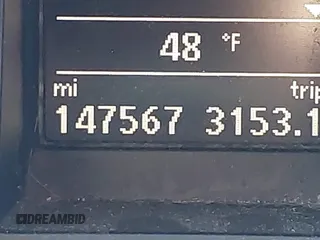 48 °F
mi trip
147567 3153.1
DREAMBID